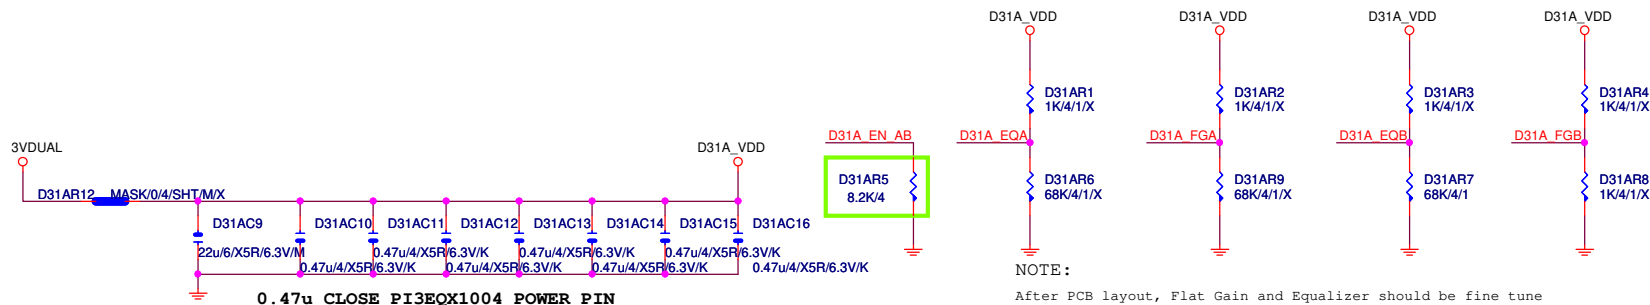 D31A_VDD D31A_VDD D31A_VDD D31A_VDD
D31AR1 D31AR2 D31AR3 D31AR4
1K/4/1/X 1K/4/1/X 1K/4/1/X 1K/4/1/X
3VDUAL D31A_VDD D31A_EN_AB D31A_EQA D31A_FGA D31A_EQB D31A_FGB
D31AR5 D31AR6 D31AR9 D31AR7 D31AR8
8.2K/4 68K/4/1/X 68K/4/1/X 68K/4/1 1K/4/1/X
D31AR12 MASK/0/4/SHT/M/X
D31AC9 D31AC10 D31AC11 D31AC12 D31AC13 D31AC14 D31AC15 D31AC16
22u/6/X5R/6.3V/M 0.47u/4/X5R/6.3V/K 0.47u/4/X5R/6.3V/K 0.47u/4/X5R/6.3V/K
0.47u/4/X5R/6.3V/K 0.47u/4/X5R/6.3V/K 0.47u/4/X5R/6.3V/K 0.47u/4/X5R/6.3V/K
NOTE:
0.47u CLOSE PI3EQX1004 POWER PIN
After PCB layout, Flat Gain and Equalizer should be fine tune